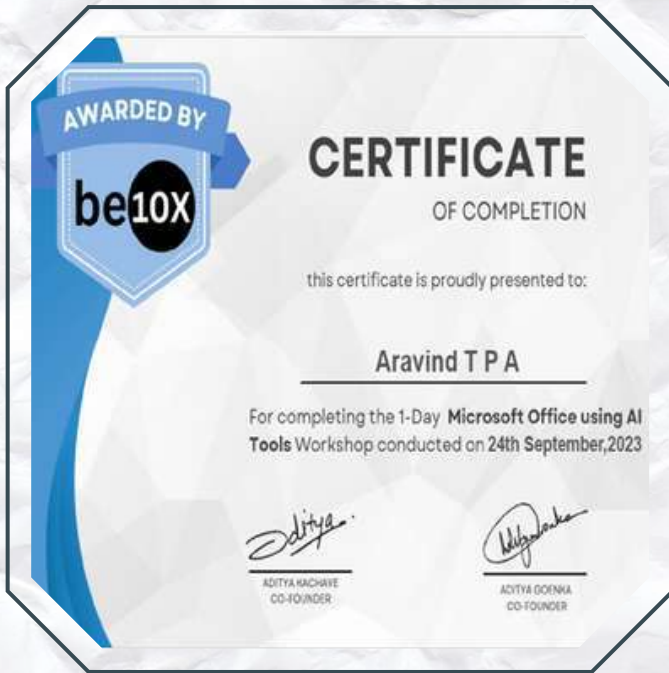 AWARDED BY
be10X
CERTIFICATE
OF COMPLETION
this certificate is proudly presented to:
Aravind T P A
For completing the 1-Day Microsoft Office using AI
Tools Workshop conducted on 24th September,2023
Aditya
ADITYA KACHAVE
CO-FOUNDER
ADITYA GOENKA
CO-FOUNDER